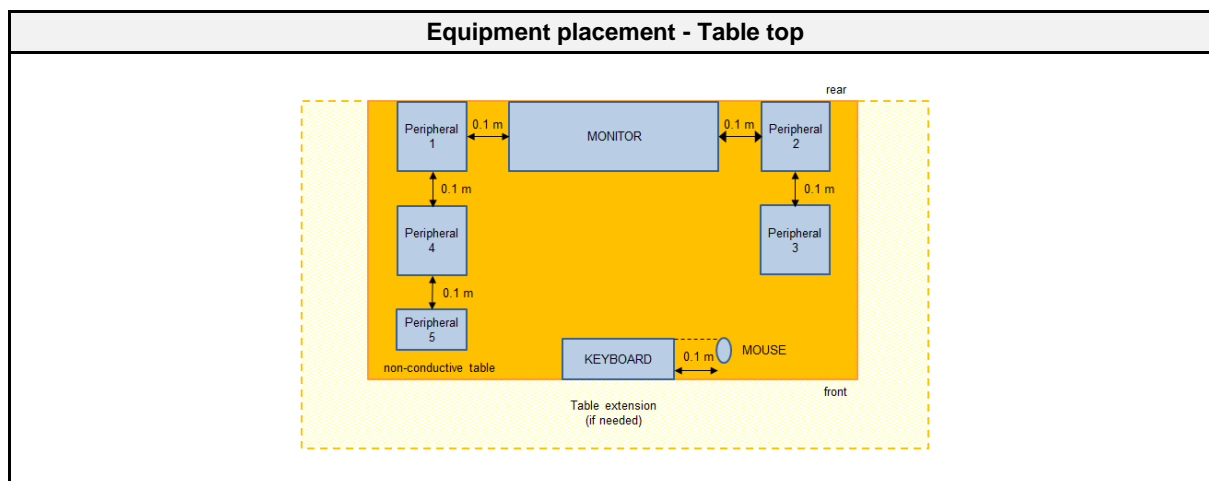 Equipment placement - Table top
rear
Peripheral
1
0.1 m
MONITOR
0.1 m
Peripheral
2
0.1 m
0.1 m
Peripheral
4
Peripheral
3
0.1 m
Peripheral
5
KEYBOARD
0.1 m
MOUSE
non-conductive table
front
Table extension
(if needed)